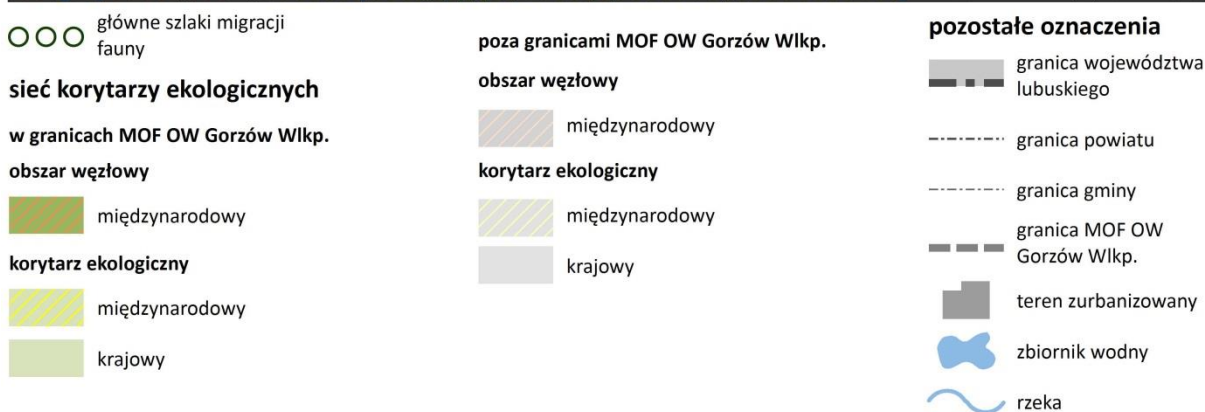 główne szlaki migracji
fauny
sieć korytarzy ekologicznych
w granicach MOF OW Gorzów Wlkp.
obszar węzłowy
międzynarodowy
korytarz ekologiczny
międzynarodowy
krajowy
poza granicami MOF OW Gorzów Wlkp.
obszar węzłowy
międzynarodowy
korytarz ekologiczny
międzynarodowy
krajowy
pozostałe oznaczenia
granica województwa
lubuskiego
granica powiatu
granica gminy
granica MOF OW
Gorzów Wlkp.
teren zurbanizowany
zbiornik wodny
rzeka